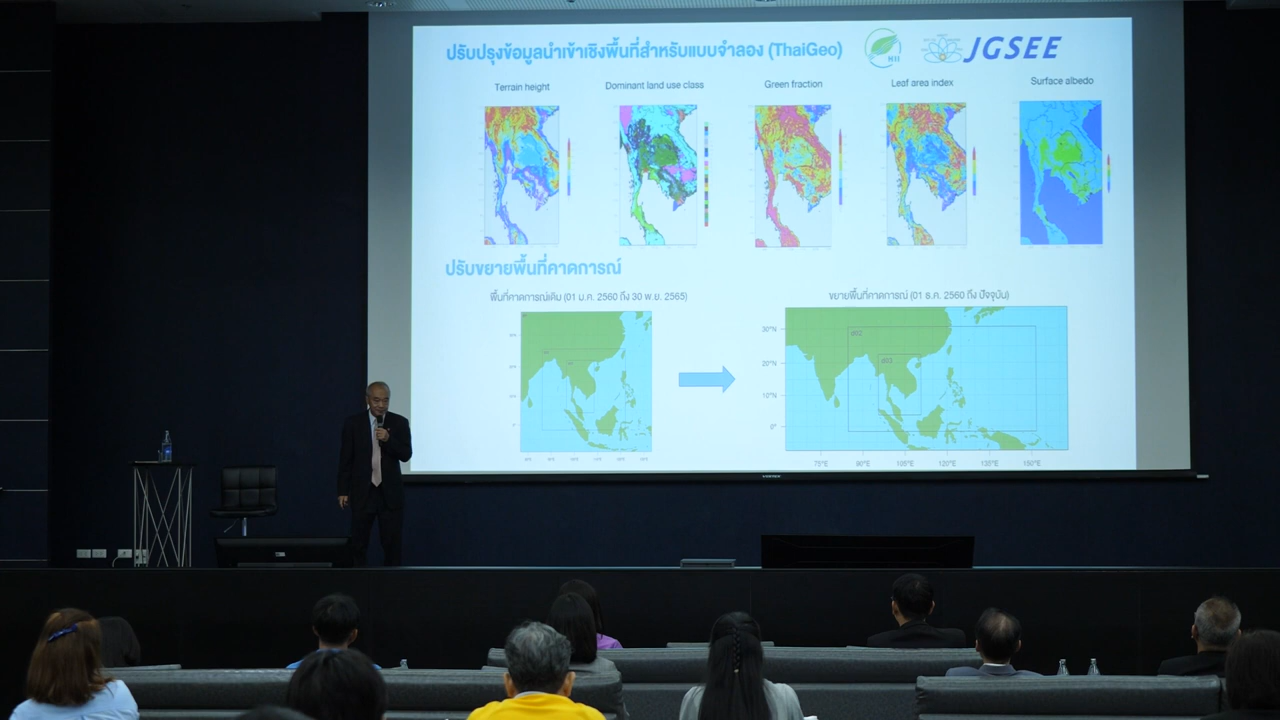 ปรับปรุงข้อมูลนำเข้าเชิงพื้นที่สำหรับแบบจำลอง (ThaiGeo)
NII
JGSEE
Terrain height
Dominant land use class
Green fraction
Leaf area index
Surface albedo
ปรับขยายพื้นที่คาดการณ์
พื้นที่คาดการณ์เดิม (01 ม.ค. 2560 ถึง 30 พ.ย. 2565)
ขยายพื้นที่คาดการณ์ (01 ธ.ค. 2560 ถึง ปัจจุบัน)
d02
d03
30°N
20°N
10°N
0°
75°E
90°E
105°E
120°E
135°E
150°E